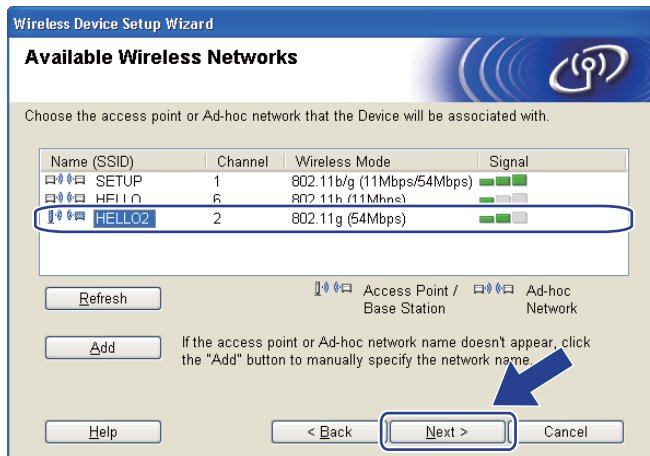 Wireless Device Setup Wizard
Available Wireless Networks
Choose the access point or Ad-hoc network that the Device will be associated with.
Name (SSID) Channel Wireless Mode Signal
SETUP 1 802.11b/g (11Mbps/54Mbps)
HELLO 6 802.11b (11Mbps)
HELLO2 2 802.11g (54Mbps)
Refresh
Access Point / Ad-hoc
Base Station Network
Add
If the access point or Ad-hoc network name doesn't appear, click
the "Add" button to manually specify the network name.
Help < Back Next > Cancel